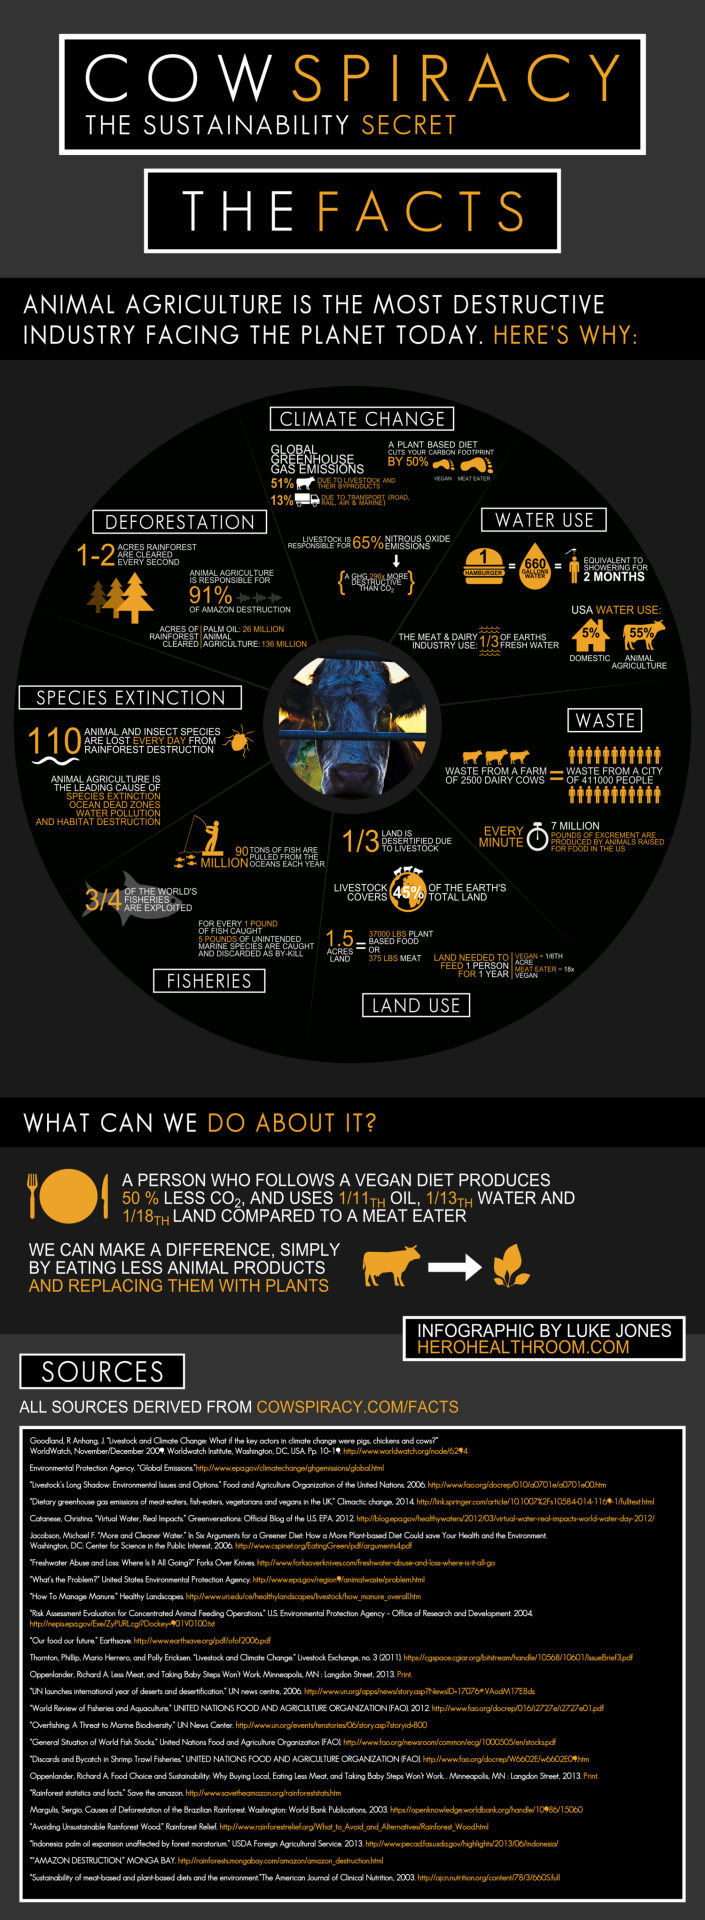 COWSPIRACY
THE SUSTAINABILITY SECRET
THE FACTS
ANIMAL AGRICULTURE IS THE MOST DESTRUCTIVE
INDUSTRY FACING THE PLANET TODAY. HERE'S WHY:
CLIMATE CHANGE
GLOBAL
GREENHOUSE
GAS EMISSIONS
51% DUE TO LIVESTOCK AND
THEIR BYPRODUCTS
13% DUE TO TRANSPORT (ROAD,
RAIL, AIR & MARINE)
A PLANT BASED DIET
CUTS YOUR CARBON FOOTPRINT
BY 50%
VEGAN MEAT EATER
LIVESTOCK IS
RESPONSIBLE FOR 65% NITROUS OXIDE
EMISSIONS
{A GHG 296x MORE
DESTRUCTIVE
THAN CO2}
WATER USE
1
HAMBURGER
=
660
GALLONS
WATER
=
EQUIVALENT TO
SHOWERING FOR
2 MONTHS
USA WATER USE:
5%
DOMESTIC
55%
ANIMAL
AGRICULTURE
THE MEAT & DAIRY
INDUSTRY USE: 1/3 OF EARTHS
FRESH WATER
DEFORESTATION
1-2 ACRES RAINFOREST
ARE CLEARED
EVERY SECOND
ANIMAL AGRICULTURE
IS RESPONSIBLE FOR
91%
OF AMAZON DESTRUCTION
ACRES OF
RAINFOREST
CLEARED
PALM OIL: 26 MILLION
ANIMAL
AGRICULTURE: 136 MILLION
SPECIES EXTINCTION
110 ANIMAL AND INSECT SPECIES
ARE LOST EVERY DAY FROM
RAINFOREST DESTRUCTION
ANIMAL AGRICULTURE IS
THE LEADING CAUSE OF
SPECIES EXTINCTION
OCEAN DEAD ZONES
WATER POLLUTION
AND HABITAT DESTRUCTION
WASTE
WASTE FROM A FARM
OF 2500 DAIRY COWS
=
WASTE FROM A CITY
OF 411000 PEOPLE
EVERY
MINUTE
7 MILLION
POUNDS OF EXCREMENT ARE
PRODUCED BY ANIMALS RAISED
FOR FOOD IN THE US
90 TONS OF FISH ARE
PULLED FROM THE
MILLION OCEANS EACH YEAR
3/4 OF THE WORLD'S
FISHERIES
ARE EXPLOITED
FOR EVERY 1 POUND
OF FISH CAUGHT
5 POUNDS OF UNINTENDED
MARINE SPECIES ARE CAUGHT
AND DISCARDED AS BY-KILL
FISHERIES
1/3 LAND IS
DESERTIFIED DUE
TO LIVESTOCK
LIVESTOCK
COVERS
45%
OF THE EARTH'S
TOTAL LAND
1.5
ACRES
LAND
=
37000 LBS PLANT
BASED FOOD
OR
375 LBS MEAT
LAND NEEDED TO
FEED 1 PERSON
FOR 1 YEAR
VEGAN = 1/6TH
ACRE
MEAT EATER = 18x
VEGAN
LAND USE
WHAT CAN WE DO ABOUT IT?
A PERSON WHO FOLLOWS A VEGAN DIET PRODUCES
50 % LESS CO2, AND USES 1/11TH OIL, 1/13TH WATER AND
1/18TH LAND COMPARED TO A MEAT EATER
WE CAN MAKE A DIFFERENCE, SIMPLY
BY EATING LESS ANIMAL PRODUCTS
AND REPLACING THEM WITH PLANTS
INFOGRAPHIC BY LUKE JONES
HEROHEALTHROOM.COM
SOURCES
ALL SOURCES DERIVED FROM COWSPIRACY.COM/FACTS
Goodland, R Anhang, J. "Livestock and Climate Change: What if the key actors in climate change were pigs, chickens and cows?"
WorldWatch, November/December 2009. Worldwatch Institute, Washington, DC, USA. Pp. 10-19. http://www.worldwatch.org/node/6294
Environmental Protection Agency. "Global Emissions."http://www.epa.gov/climatechange/ghgemissions/global.html
"Livestock's Long Shadow: Environmental Issues and Options." Food and Agriculture Organization of the United Nations. 2006. http://www.fao.org/docrep/010/a0701e/a0701e00.htm
"Dietary greenhouse gas emissions of meat-eaters, fish-eaters, vegetarians and vegans in the UK." Climactic change, 2014. http://link.springer.com/article/10.1007%2Fs10584-014-1169-1/fulltext.html
Catanese, Christina. "Virtual Water, Real Impacts." Greenversations: Official Blog of the U.S. EPA. 2012. http://blog.epa.gov/healthywaters/2012/03/virtual-water-real-impacts-world-water-day-2012/
Jacobson, Michael F. "More and Cleaner Water." In Six Arguments for a Greener Diet: How a More Plant-based Diet Could save Your Health and the Environment.
Washington, DC: Center for Science in the Public Interest, 2006. http://www.cspinet.org/EatingGreen/pdf/arguments4.pdf
"Freshwater Abuse and Loss: Where Is It All Going?" Forks Over Knives. http://www.forksoverknives.com/freshwater-abuse-and-loss-where-is-it-all-go
"What's the Problem?" United States Environmental Protection Agency. http://www.epa.gov/region9/animalwaste/problem.html
"How To Manage Manure." Healthy Landscapes. http://www.uri.edu/ce/healthylandscapes/livestock/how_manure_overall.htm
"Risk Assessment Evaluation for Concentrated Animal Feeding Operations." U.S. Environmental Protection Agency – Office of Research and Development. 2004.
http://nepis.epa.gov/Exe/ZyPURL.cgi?Dockey=901V0100.txt
"Our food our future." Earthsave. http://www.earthsave.org/pdf/ofof2006.pdf
Thornton, Phillip, Mario Herrero, and Polly Ericksen. "Livestock and Climate Change." Livestock Exchange, no. 3 (2011). https://cgspace.cgiar.org/bitstream/handle/10568/10601/IssueBrief3.pdf
Oppenlander, Richard A. Less Meat, and Taking Baby Steps Won't Work. Minneapolis, MN : Langdon Street, 2013. Print.
"UN launches international year of deserts and desertification." UN news centre, 2006. http://www.un.org/apps/news/story.asp?NewsID=17076#.VAodM17E8ds
"World Review of Fisheries and Aquaculture." UNITED NATIONS FOOD AND AGRICULTURE ORGANIZATION (FAO). 2012. http://www.fao.org/docrep/016/i2727e/i2727e01.pdf
"Overfishing: A Threat to Marine Biodiversity." UN News Center. http://www.un.org/events/tenstories/06/story.asp?storyid=800
"General Situation of World Fish Stocks." United Nations Food and Agriculture Organization (FAO). http://www.fao.org/newsroom/common/ecg/1000505/en/stocks.pdf
"Discards and Bycatch in Shrimp Trawl Fisheries." UNITED NATIONS FOOD AND AGRICULTURE ORGANIZATION (FAO). http://www.fao.org/docrep/W6602E/w6602E09.htm
Oppenlander, Richard A. Food Choice and Sustainability: Why Buying Local, Eating Less Meat, and Taking Baby Steps Won't Work. . Minneapolis, MN : Langdon Street, 2013. Print.
"Rainforest statistics and facts." Save the amazon. http://www.savetheamazon.org/rainforeststats.htm
Margulis, Sergio. Causes of Deforestation of the Brazilian Rainforest. Washington: World Bank Publications, 2003. https://openknowledge.worldbank.org/handle/10986/15060
"Avoiding Unsustainable Rainforest Wood." Rainforest Relief. http://www.rainforestrelief.org/What_to_Avoid_and_Alternatives/Rainforest_Wood.html
"Indonesia: palm oil expansion unaffected by forest moratorium." USDA Foreign Agricultural Service. 2013. http://www.pecad.fas.usda.gov/highlights/2013/06/indonesia/
""AMAZON DESTRUCTION." MONGA BAY. http://rainforests.mongabay.com/amazon/amazon_destruction.html
"Sustainability of meat-based and plant-based diets and the environment."The American Journal of Clinical Nutrition, 2003. http://ajcn.nutrition.org/content/78/3/660S.full